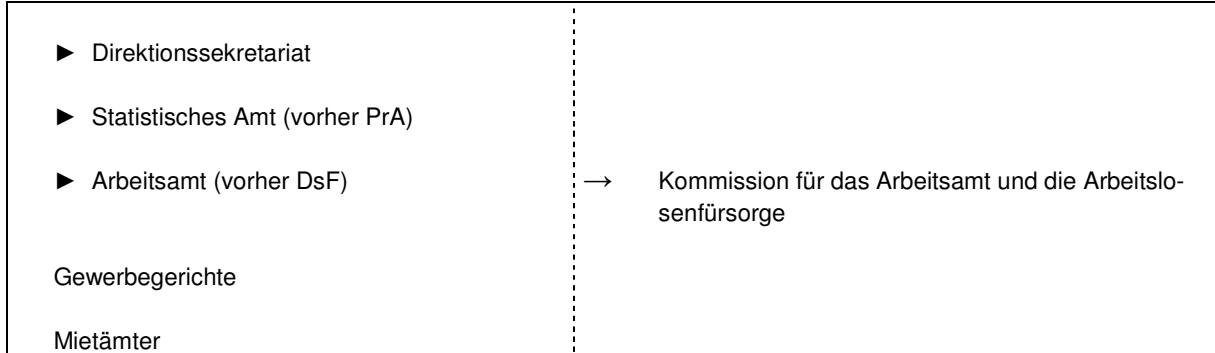 ► Direktionssekretariat
► Statistisches Amt (vorher PrA)
► Arbeitsamt (vorher DsF)
→ Kommission für das Arbeitsamt und die Arbeitslo-
senfürsorge
Gewerbegerichte
Mietämter